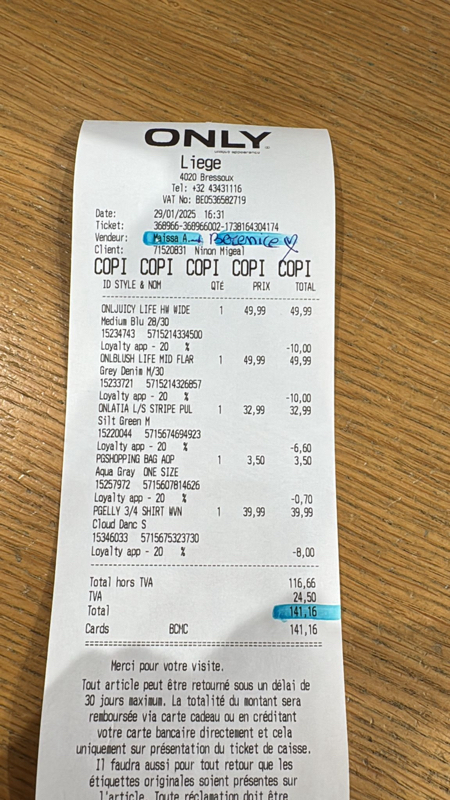 ONLY
Liege
4020 Bressoux
Tel: +32 43431116
VAT No: BE0536582719
Date: 29/01/2025 16:31
Ticket: 368966-368966002-1738164304174
Vendeur: Maissa A. + Bérénice ♡
Client: 71520831 Ninon Migeal
COPI COPI COPI COPI COPI
ID STYLE & NOM QTé PRIX TOTAL
ONLJUICY LIFE HW WIDE 1 49,99 49,99
Medium Blu 28/30
15234743 5715214334500
Loyalty app - 20 % -10,00
ONLBLUSH LIFE MID FLAR 1 49,99 49,99
Grey Denim M/30
15233721 5715214326857
Loyalty app - 20 % -10,00
ONLATIA L/S STRIPE PUL 1 32,99 32,99
Silt Green M
15220044 5715674694923
Loyalty app - 20 % -6,60
PGSHOPPING BAG AOP 1 3,50 3,50
Aqua Gray ONE SIZE
15257972 5715607814626
Loyalty app - 20 % -0,70
PGELLY 3/4 SHIRT WVN 1 39,99 39,99
Cloud Danc S
15346033 5715675323730
Loyalty app - 20 % -8,00
Total hors TVA 116,66
TVA 24,50
Total 141,16
Cards BCMC 141,16
Merci pour votre visite.
Tout article peut être retourné sous un délai de
30 jours maximum. La totalité du montant sera
remboursée via carte cadeau ou en créditant
votre carte bancaire directement et cela
uniquement sur présentation du ticket de caisse.
Il faudra aussi pour tout retour que les
étiquettes originales soient présentes sur
l'article. Toute réclamation doit être